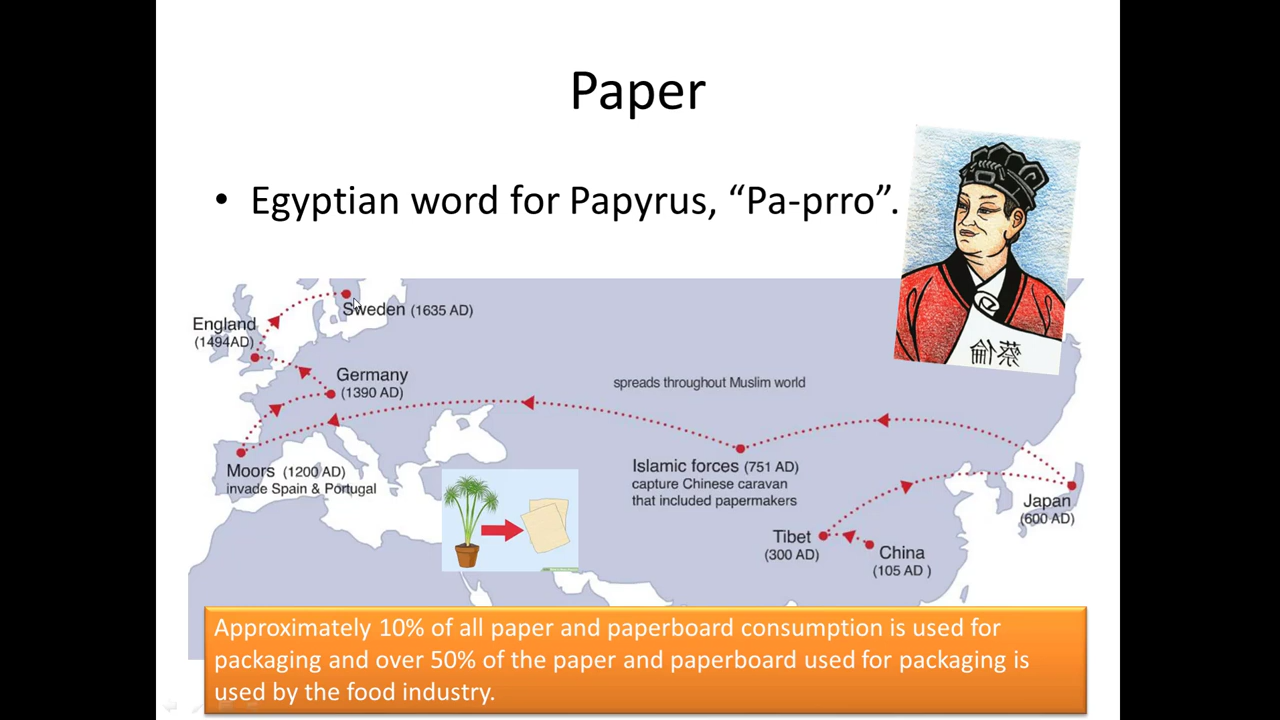 Paper
• Egyptian word for Papyrus, “Pa-prro”.
蔡倫
Sweden (1635 AD)
England
(1494AD)
Germany
(1390 AD)
spreads throughout Muslim world
Moors (1200 AD)
invade Spain & Portugal
Islamic forces (751 AD)
capture Chinese caravan
that included papermakers
Japan
(600 AD)
Tibet
(300 AD)
China
(105 AD )
Approximately 10% of all paper and paperboard consumption is used for
packaging and over 50% of the paper and paperboard used for packaging is
used by the food industry.